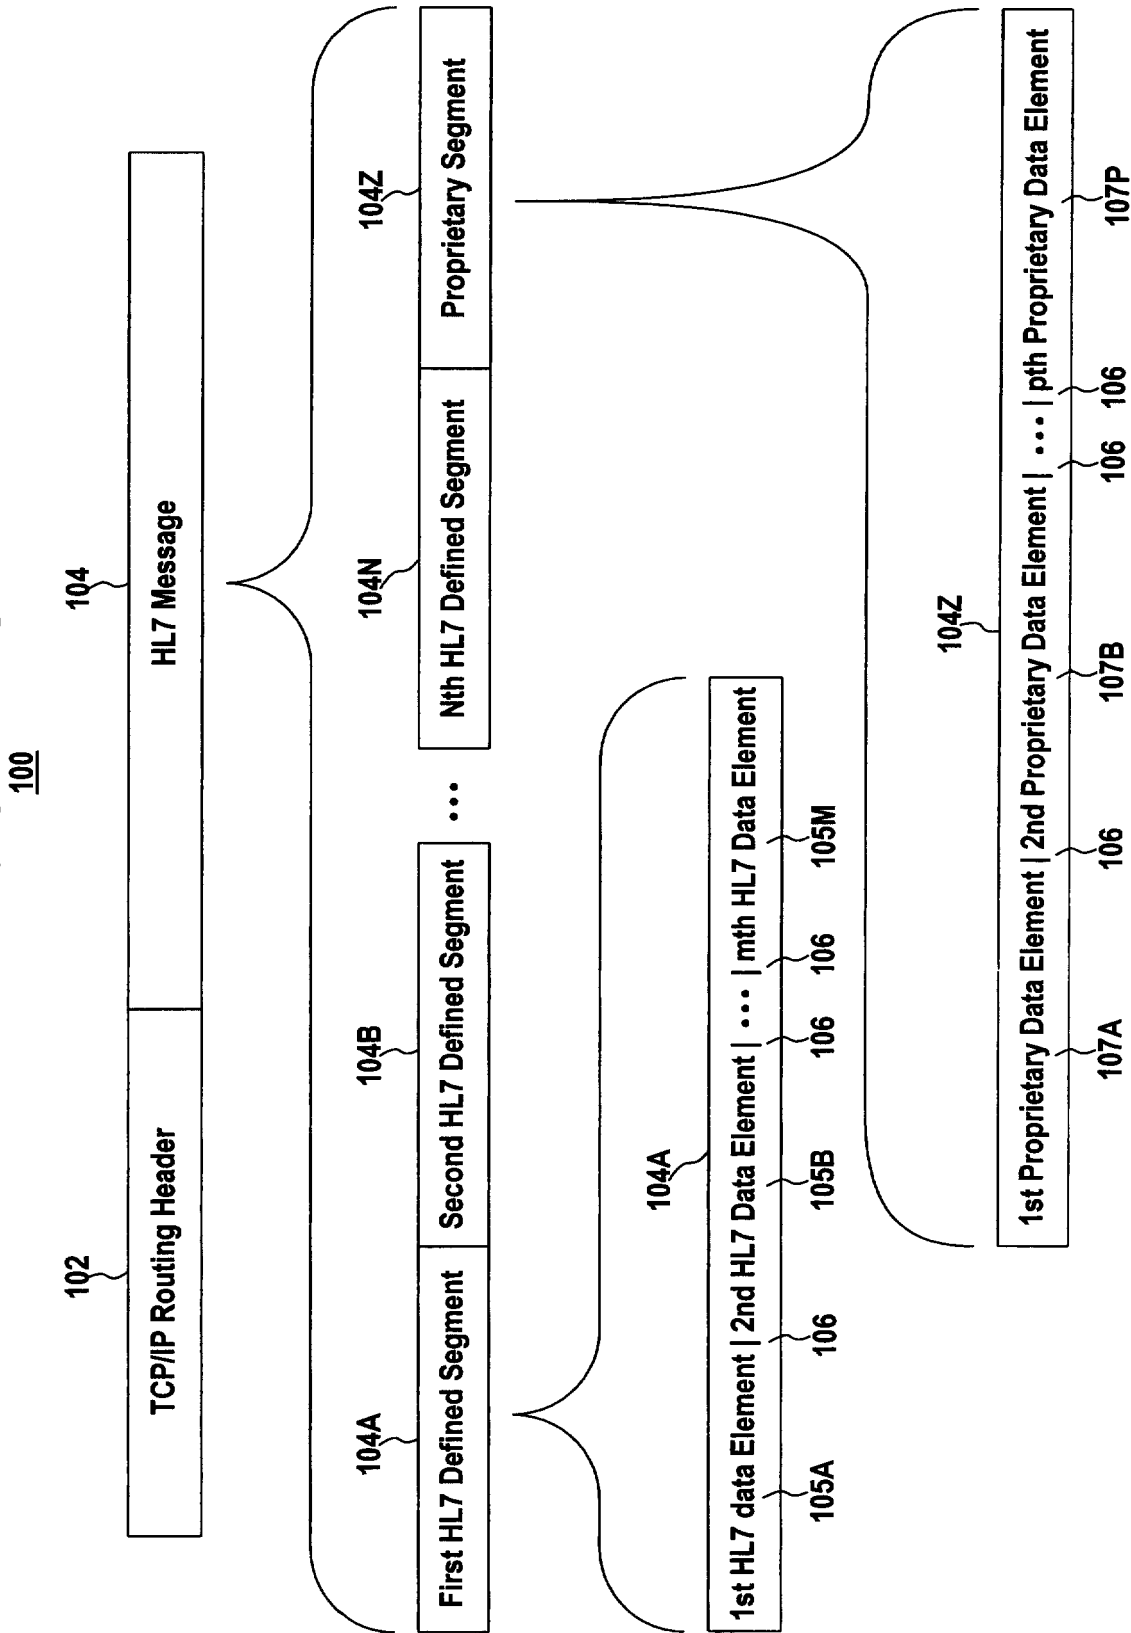 100
102
104
TCP/IP Routing Header
HL7 Message
104A
104B
104N
104Z
First HL7 Defined Segment
Second HL7 Defined Segment
•••
Nth HL7 Defined Segment
Proprietary Segment
104A
1st HL7 data Element | 2nd HL7 Data Element | ••• | mth HL7 Data Element
105A
106
105B
106
106
105M
104Z
1st Proprietary Data Element | 2nd Proprietary Data Element | ••• | pth Proprietary Data Element
107A
106
107B
106
106
107P